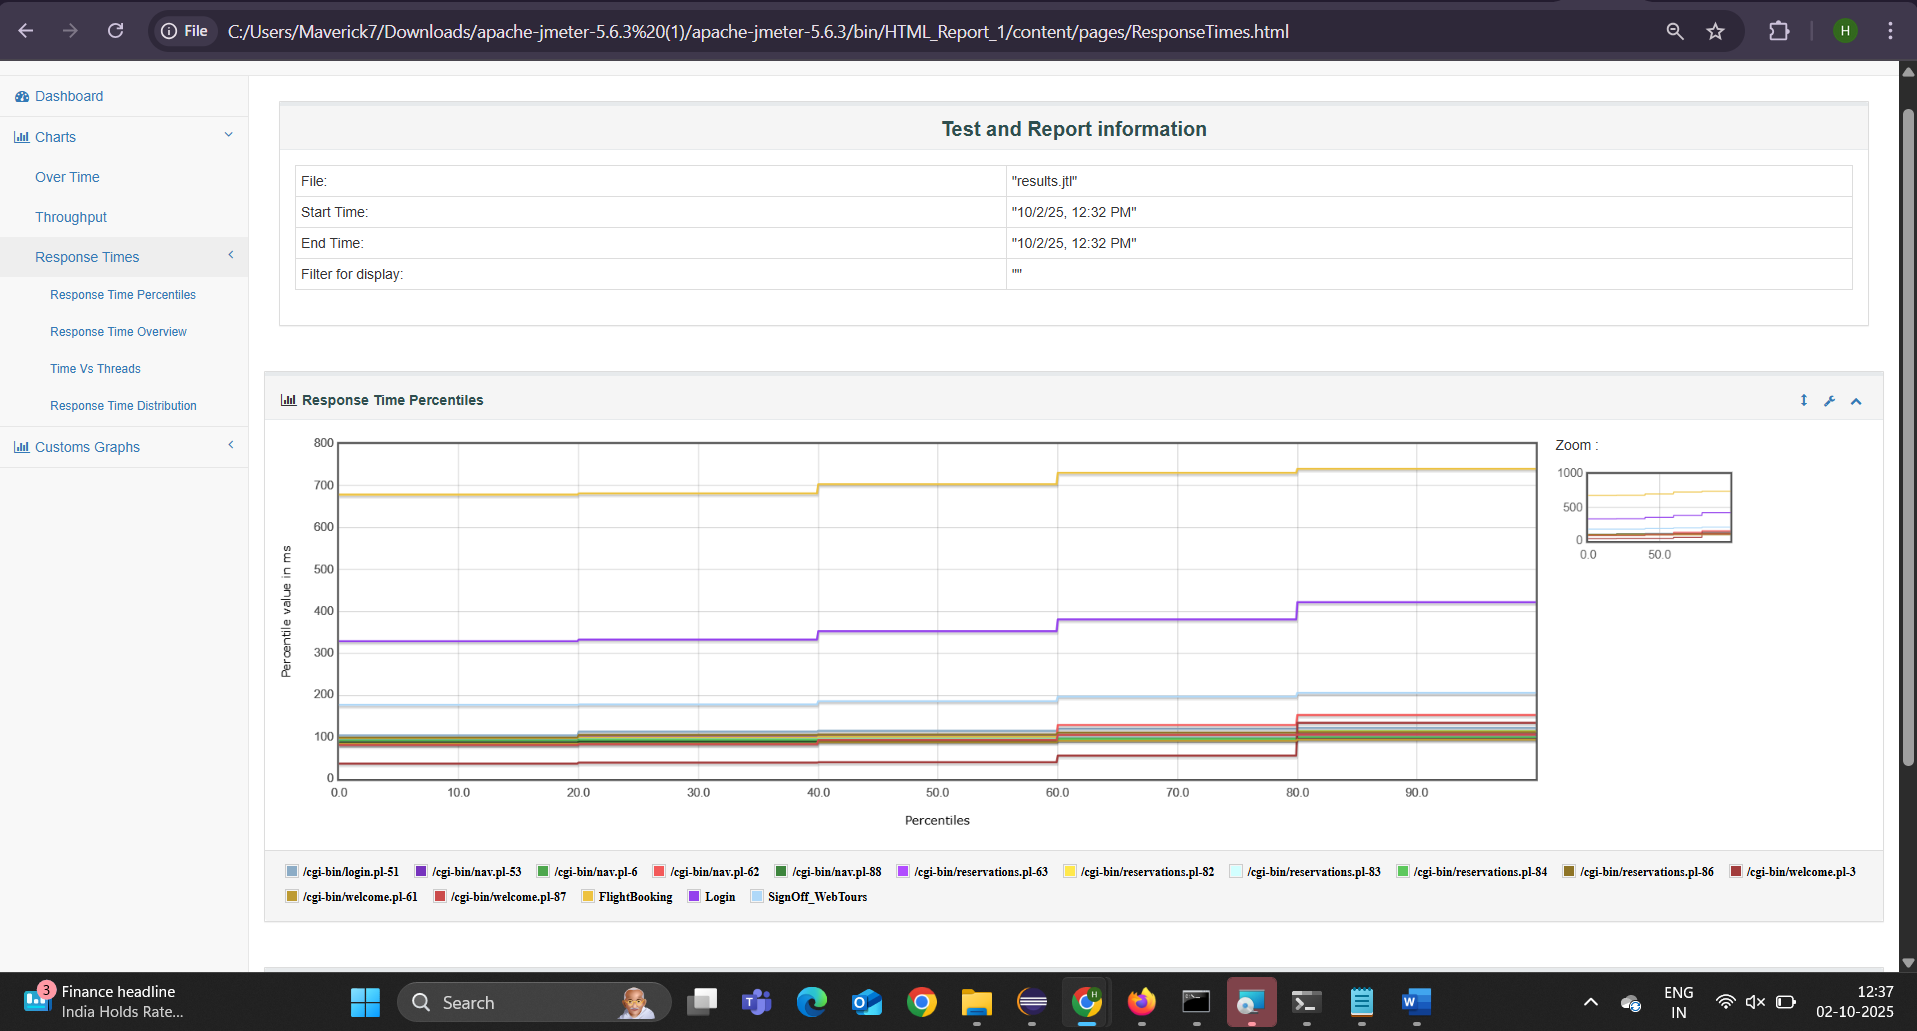 File
C:/Users/Maverick7/Downloads/apache-jmeter-5.6.3%20(1)/apache-jmeter-5.6.3/bin/HTML_Report_1/content/pages/ResponseTimes.html
H
Dashboard
Charts
Over Time
Throughput
Response Times
Response Time Percentiles
Response Time Overview
Time Vs Threads
Response Time Distribution
Customs Graphs
Test and Report information
File: "results.jtl"
Start Time: "10/2/25, 12:32 PM"
End Time: "10/2/25, 12:32 PM"
Filter for display: ""
Response Time Percentiles
Percentile value in ms
800
700
600
500
400
300
200
100
0
0.0 10.0 20.0 30.0 40.0 50.0 60.0 70.0 80.0 90.0
Percentiles
Zoom :
1000
500
0
0.0 50.0
/cgi-bin/login.pl-51 /cgi-bin/nav.pl-53 /cgi-bin/nav.pl-6 /cgi-bin/nav.pl-62 /cgi-bin/nav.pl-88 /cgi-bin/reservations.pl-63 /cgi-bin/reservations.pl-82 /cgi-bin/reservations.pl-83 /cgi-bin/reservations.pl-84 /cgi-bin/reservations.pl-86 /cgi-bin/welcome.pl-3
/cgi-bin/welcome.pl-61 /cgi-bin/welcome.pl-87 FlightBooking Login SignOff_WebTours
3
Finance headline
India Holds Rate...
Search
H
ENG
IN
12:37
02-10-2025